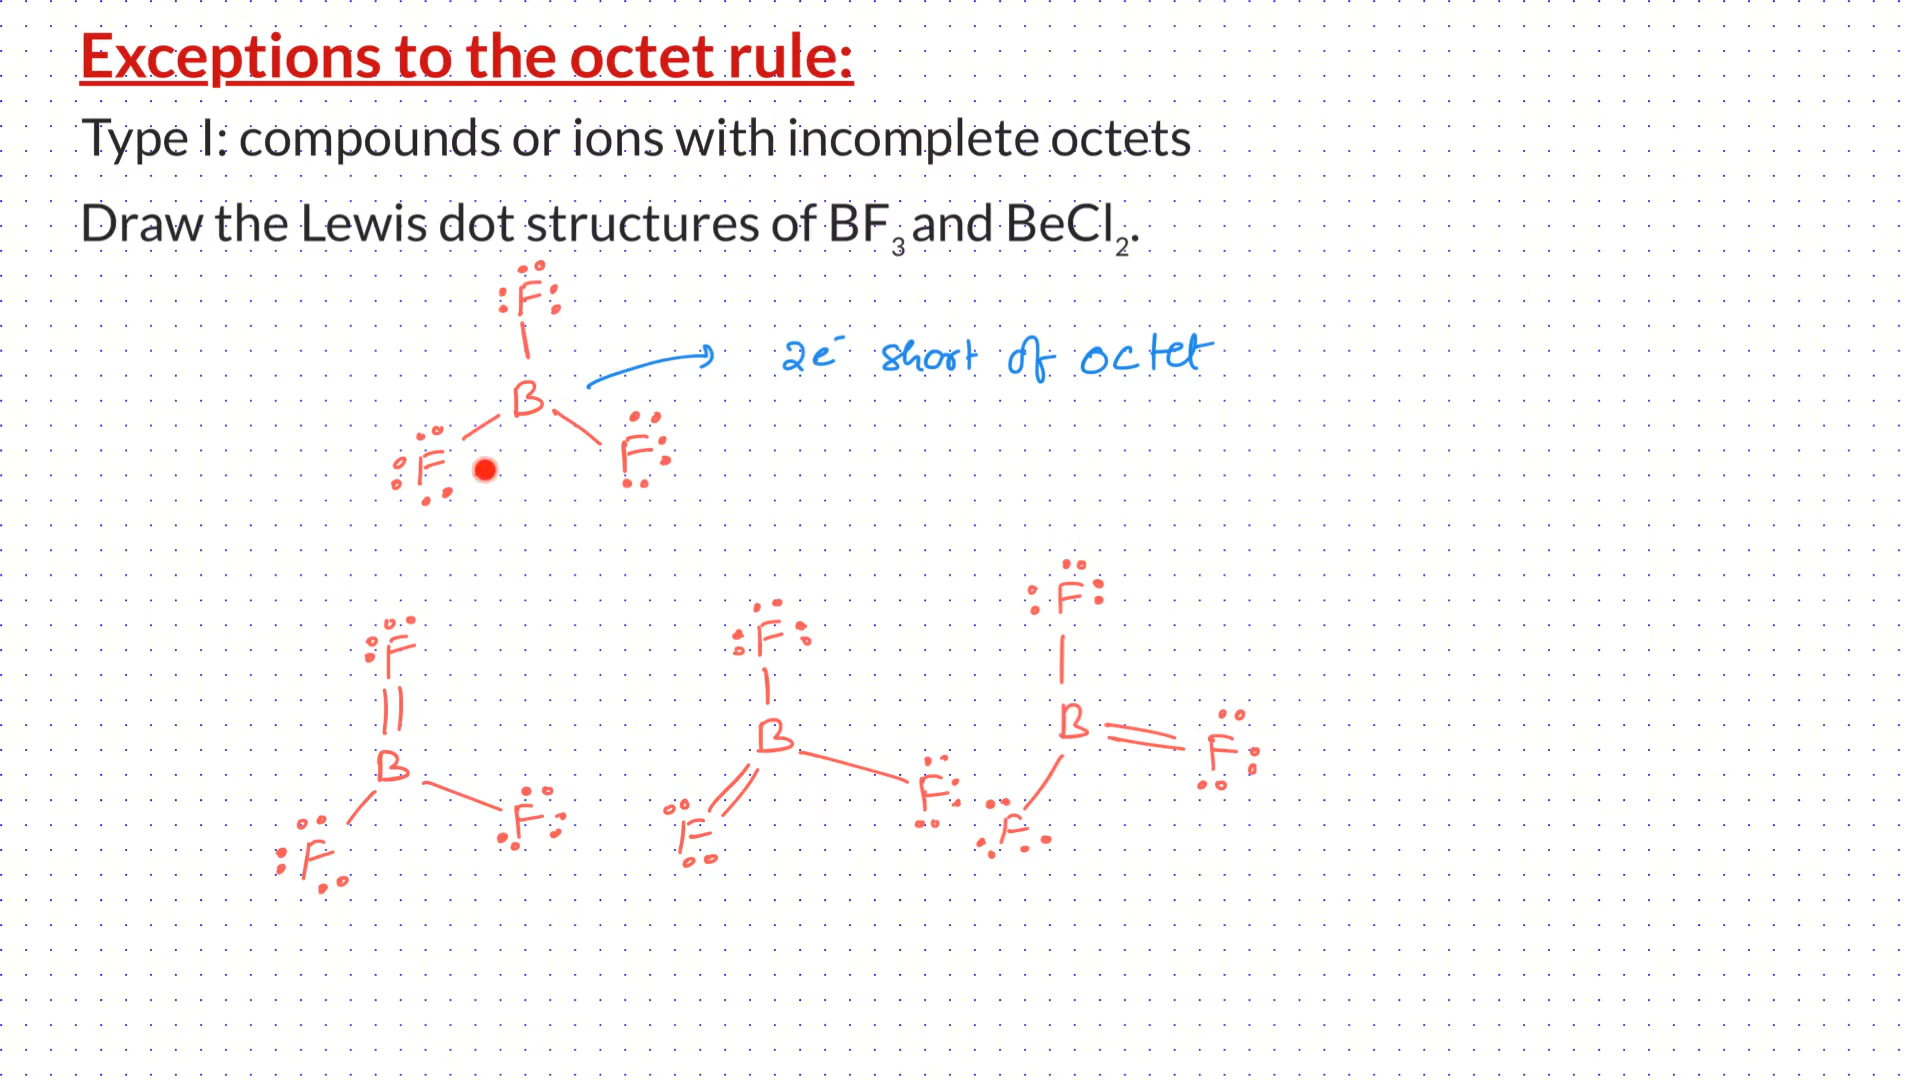 Exceptions to the octet rule:
Type I: compounds or ions with incomplete octets
Draw the Lewis dot structures of BF₃ and BeCl₂.
F
B → 2e⁻ short of octet
F F
F F F
B B B F
F F F F F